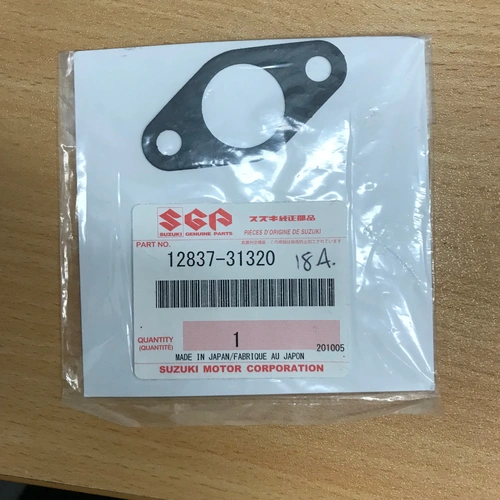 SGP
スズキ純正部品
SUZUKI GENUINE PARTS
PIECES D'ORIGINE DE SUZUKI
PART NO.
12837-31320
184.
QUANTITY
(QUANTITÉ)
1
201005
MADE IN JAPAN/FABRIQUE AU JAPON
SUZUKI MOTOR CORPORATION